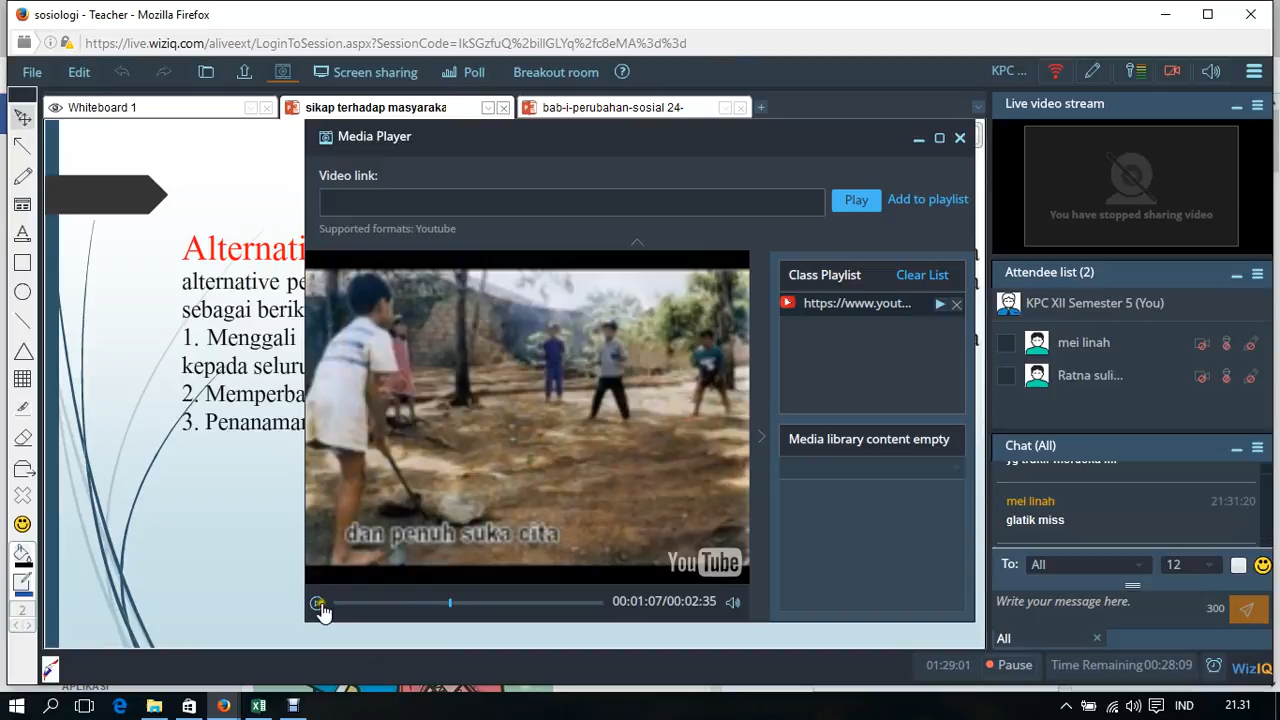 sosiologi - Teacher - Mozilla Firefox
https://live.wiziq.com/aliveext/LoginToSession.aspx?SessionCode=IkSGzfuQ%2billGLYq%2fc8eMA%3d%3d
File Edit Screen sharing Poll Breakout room ? KPC ...
Whiteboard 1 sikap terhadap masyaraka bab-i-perubahan-sosial 24- +
Live video stream
Media Player
Video link:
Play Add to playlist
Supported formats: Youtube
You have stopped sharing video
Alternati
alternative pe
sebagai berik
1. Menggali
kepada seluru
2. Memperba
3. Penanaman
Class Playlist Clear List
https://www.yout...
Media library content empty
dan penuh suka cita
YouTube
00:01:07/00:02:35
Attendee list (2)
KPC XII Semester 5 (You)
mei linah
Ratna suli...
Chat (All)
mei linah 21:31:20
glatik miss
To: All 12
Write your message here. 300
All
2
01:29:01 Pause Time Remaining 00:28:09 WizIQ
APLIKASI
IND 21.31